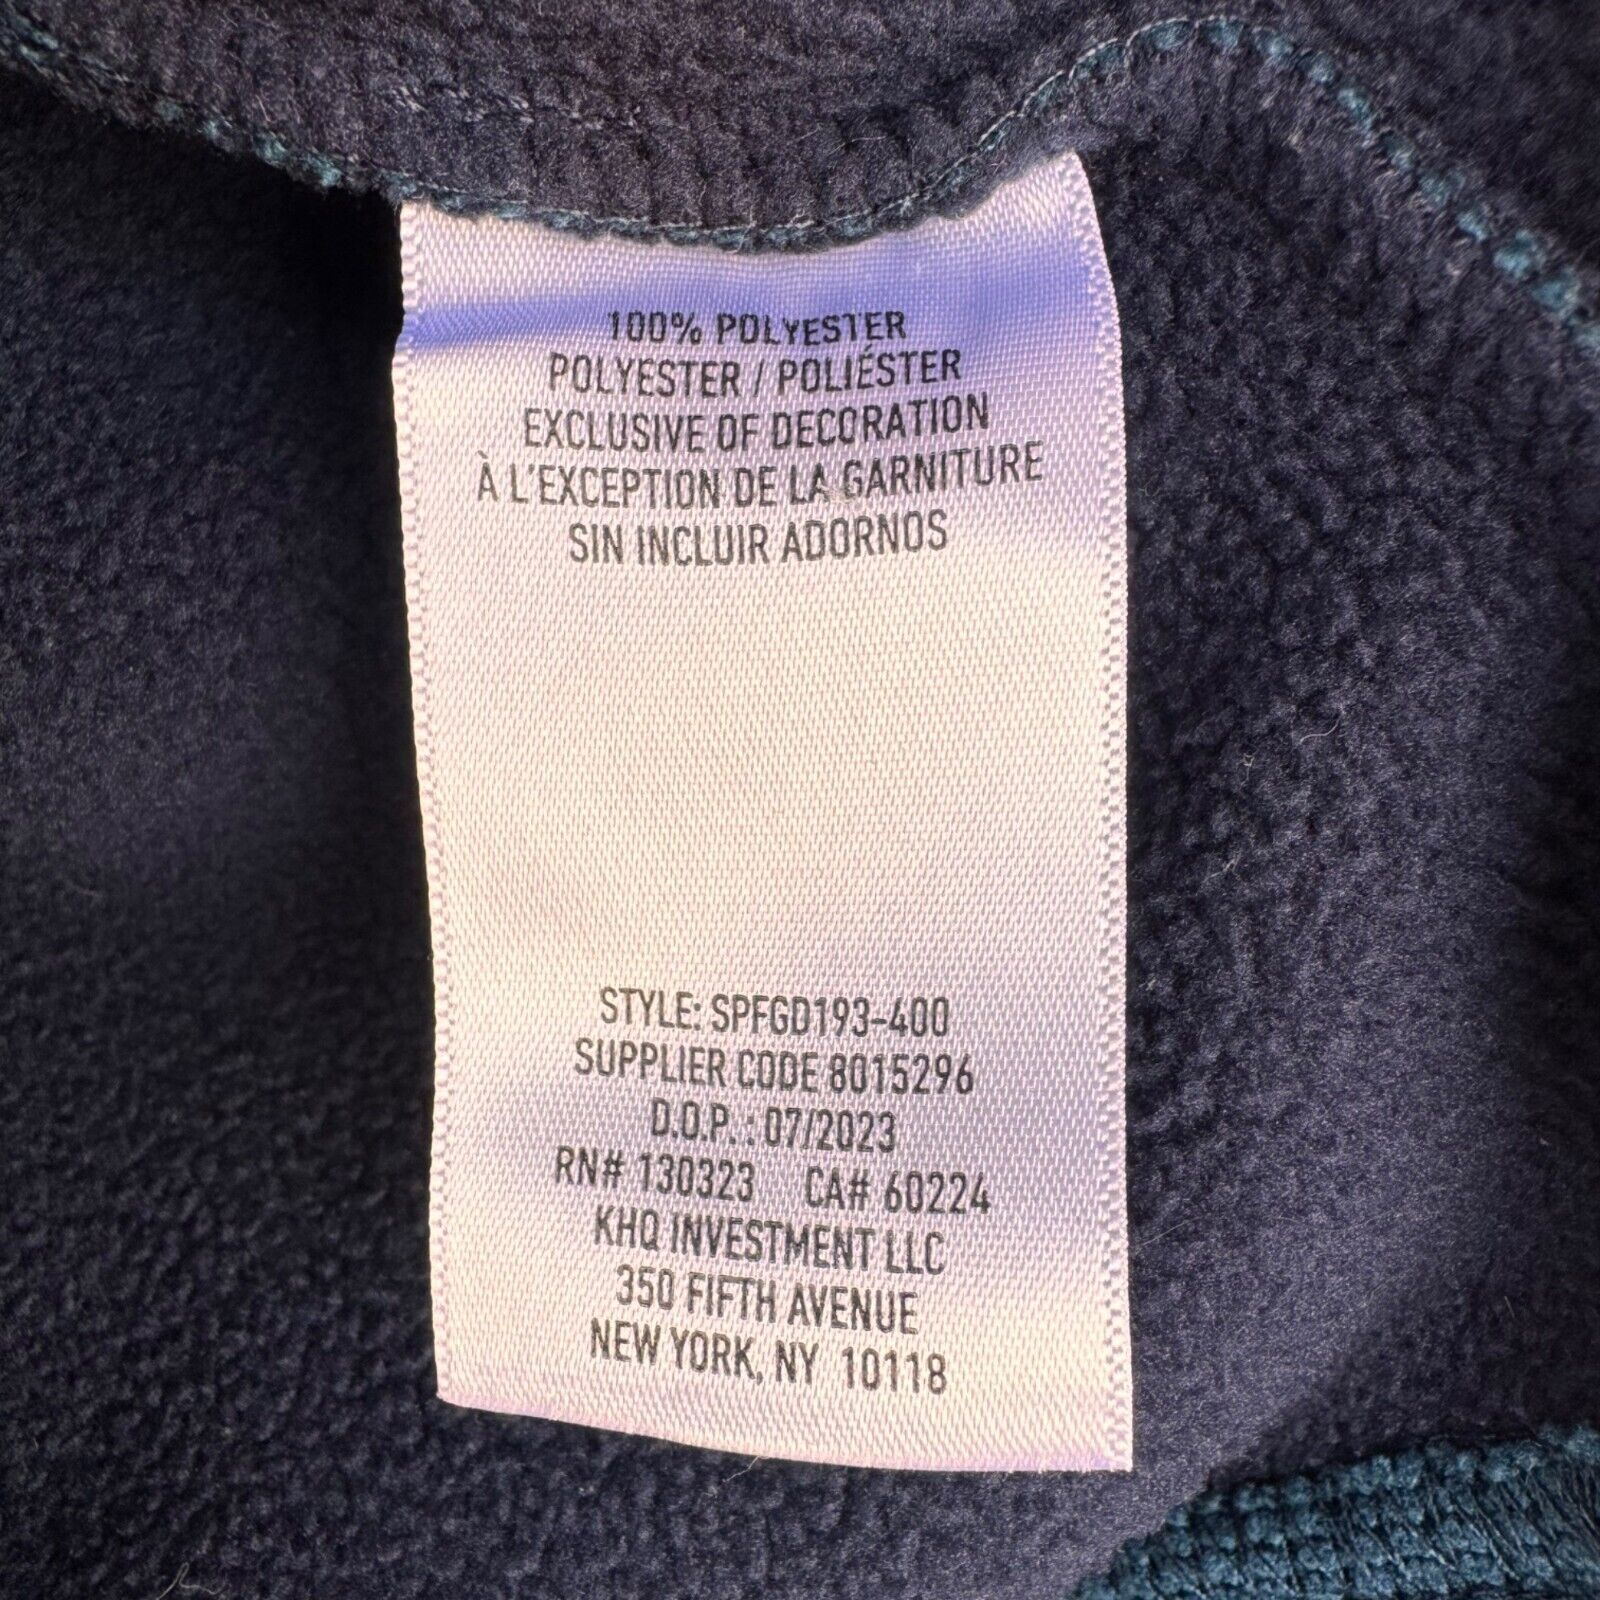 100% POLYESTER
POLYESTER / POLIÉSTER
EXCLUSIVE OF DECORATION
À L'EXCEPTION DE LA GARNITURE
SIN INCLUIR ADORNOS
STYLE: SPFGD193-400
SUPPLIER CODE 8015296
D.O.P.: 07/2023
RN# 130323 CA# 60224
KHQ INVESTMENT LLC
350 FIFTH AVENUE
NEW YORK, NY 10118